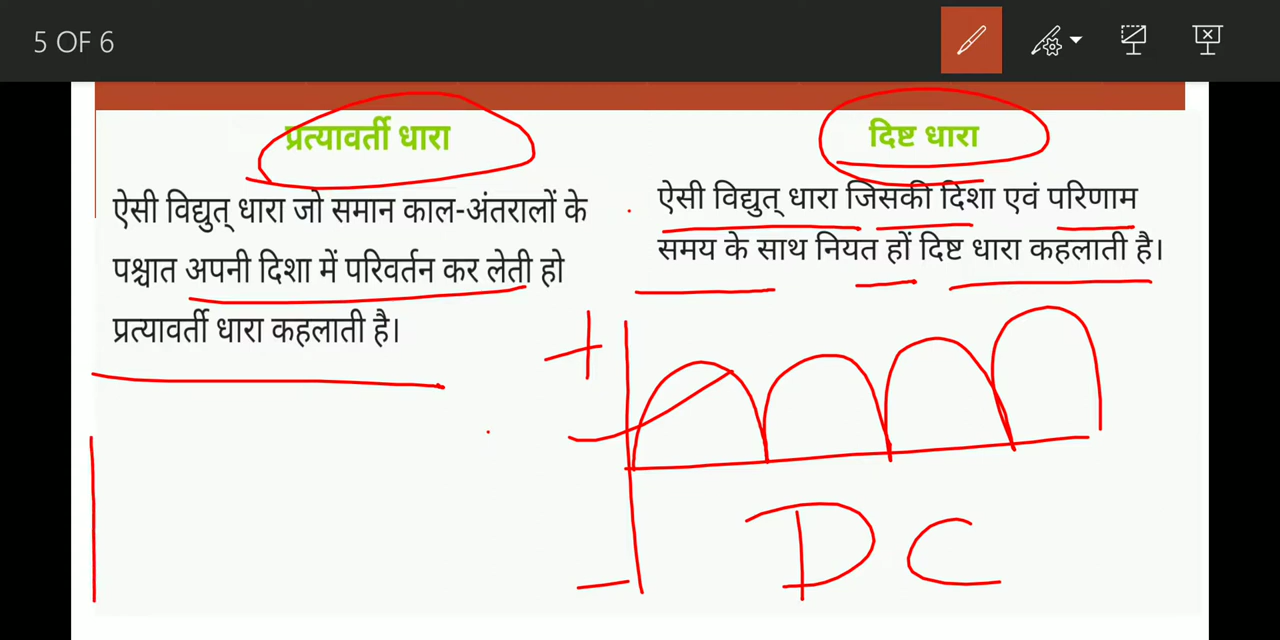 5 OF 6
प्रत्यावर्ती धारा
ऐसी विद्युत् धारा जो समान काल-अंतरालों के
पश्चात अपनी दिशा में परिवर्तन कर लेती हो
प्रत्यावर्ती धारा कहलाती है।
दिष्ट धारा
ऐसी विद्युत् धारा जिसकी दिशा एवं परिणाम
समय के साथ नियत हों दिष्ट धारा कहलाती है।
+
–
DC